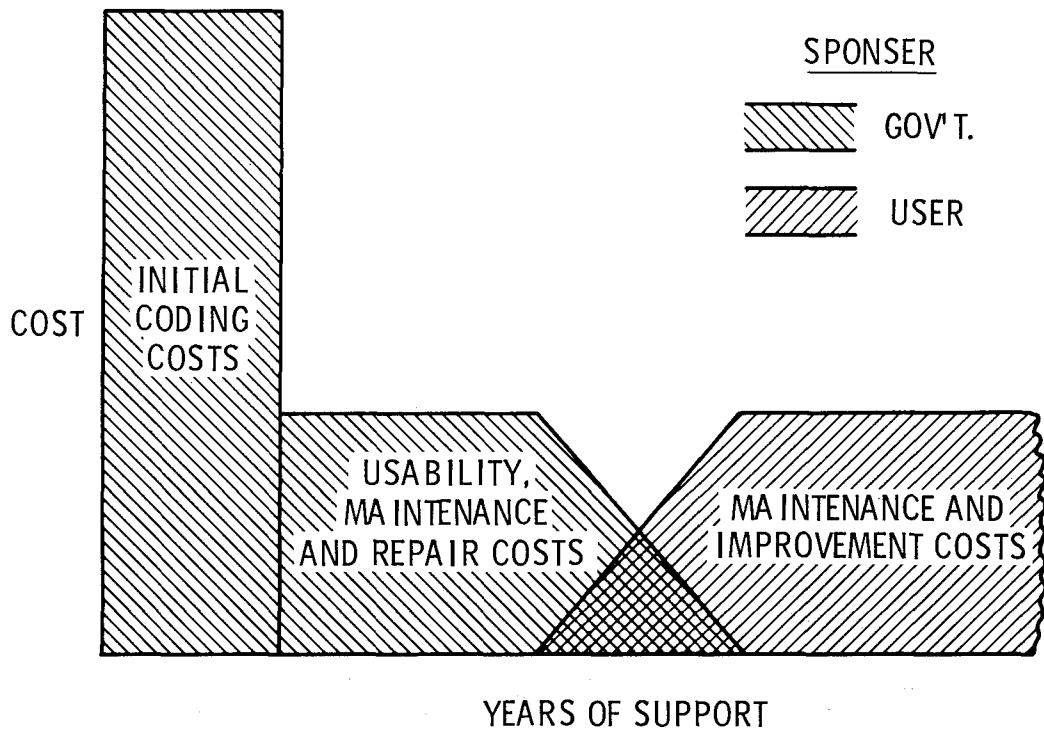 SPONSER
GOV'T.
USER
COST
INITIAL
CODING
COSTS
USABILITY,
MAINTENANCE
AND REPAIR COSTS
MAINTENANCE AND
IMPROVEMENT COSTS
YEARS OF SUPPORT